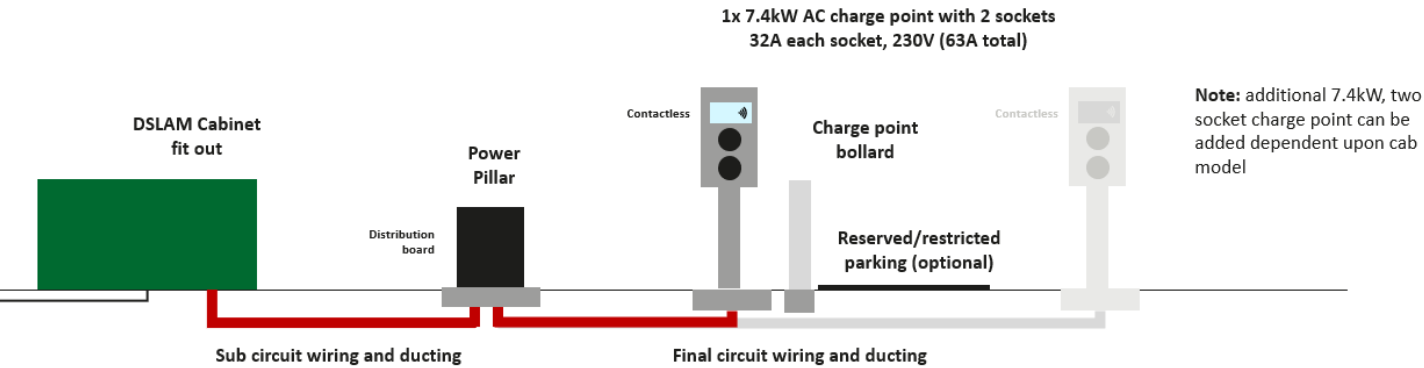 1x 7.4kW AC charge point with 2 sockets
32A each socket, 230V (63A total)
DSLAM Cabinet
fit out
Power
Pillar
Distribution
board
Contactless
Charge point
bollard
Reserved/restricted
parking (optional)
Contactless
Note: additional 7.4kW, two
socket charge point can be
added dependent upon cab
model
Sub circuit wiring and ducting
Final circuit wiring and ducting